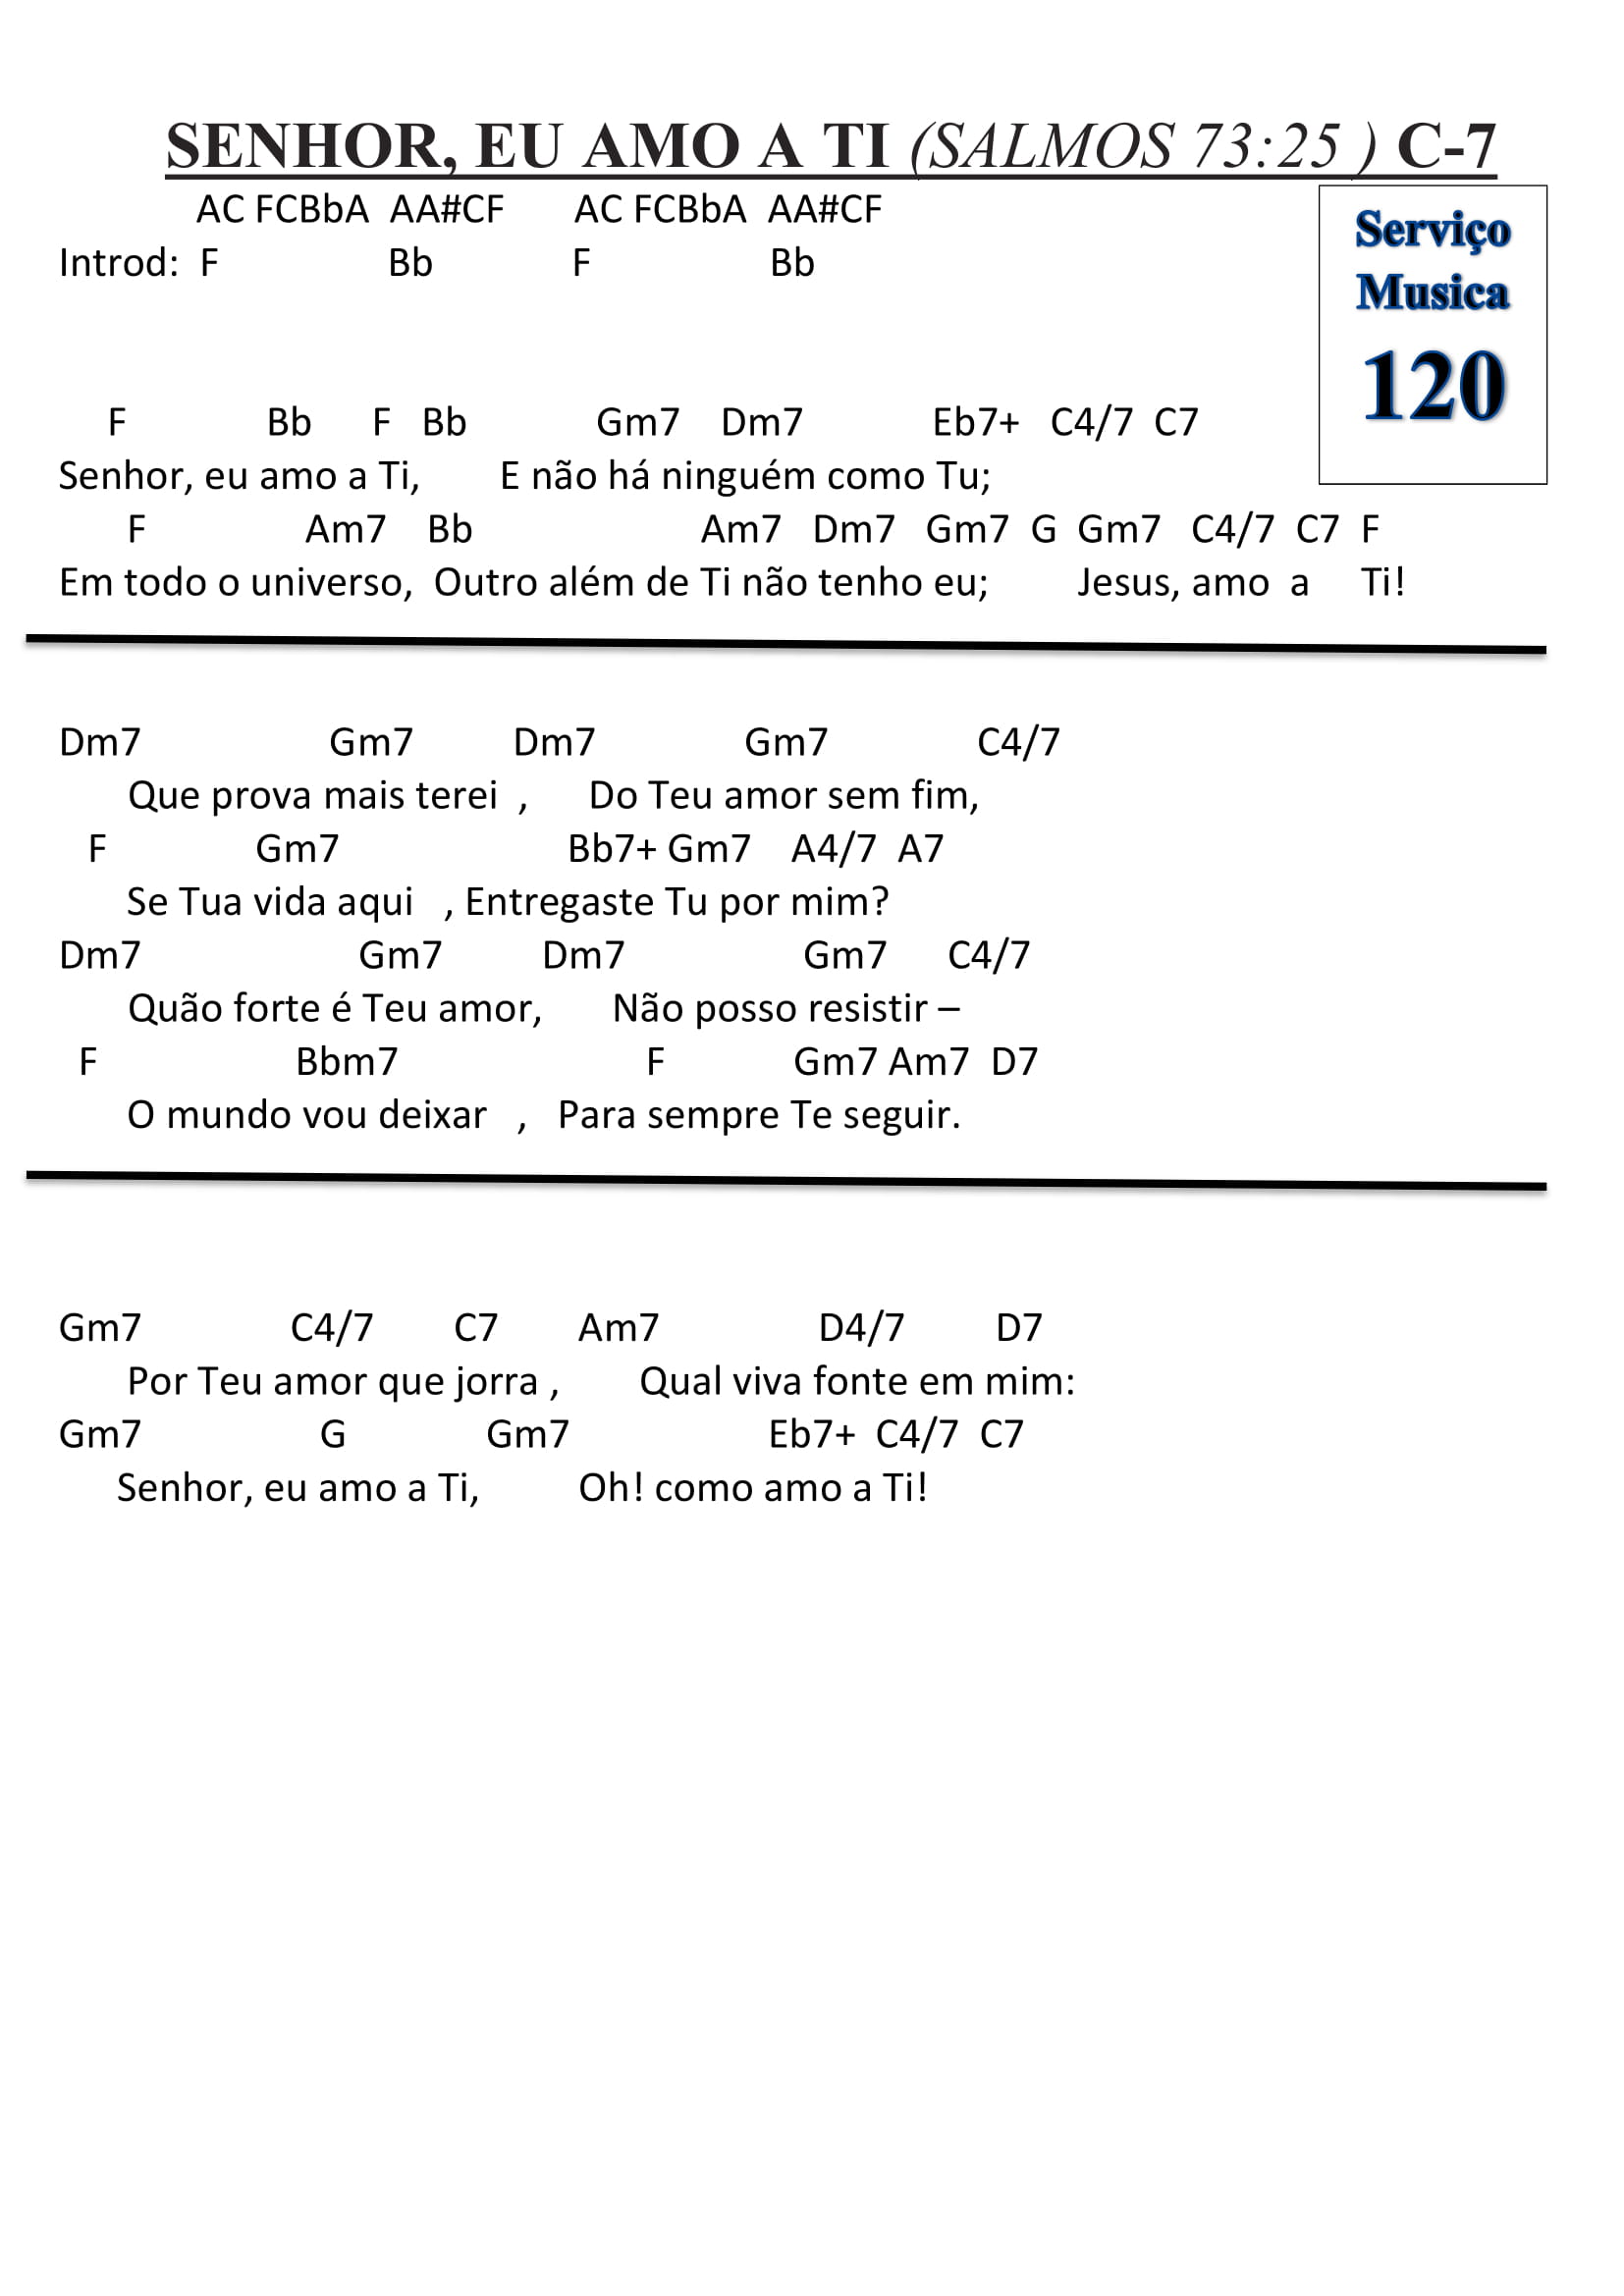 SENHOR, EU AMO A TI (SALMOS 73:25 ) C-7
AC FCBbA AA#CF AC FCBbA AA#CF
Introd: F Bb F Bb
Serviço
Musica
120
F Bb F Bb Gm7 Dm7 Eb7+ C4/7 C7
Senhor, eu amo a Ti, E não há ninguém como Tu;
F Am7 Bb Am7 Dm7 Gm7 G Gm7 C4/7 C7 F
Em todo o universo, Outro além de Ti não tenho eu; Jesus, amo a Ti!
Dm7 Gm7 Dm7 Gm7 C4/7
Que prova mais terei , Do Teu amor sem fim,
F Gm7 Bb7+ Gm7 A4/7 A7
Se Tua vida aqui , Entregaste Tu por mim?
Dm7 Gm7 Dm7 Gm7 C4/7
Quão forte é Teu amor, Não posso resistir –
F Bbm7 F Gm7 Am7 D7
O mundo vou deixar , Para sempre Te seguir.
Gm7 C4/7 C7 Am7 D4/7 D7
Por Teu amor que jorra , Qual viva fonte em mim:
Gm7 G Gm7 Eb7+ C4/7 C7
Senhor, eu amo a Ti, Oh! como amo a Ti!